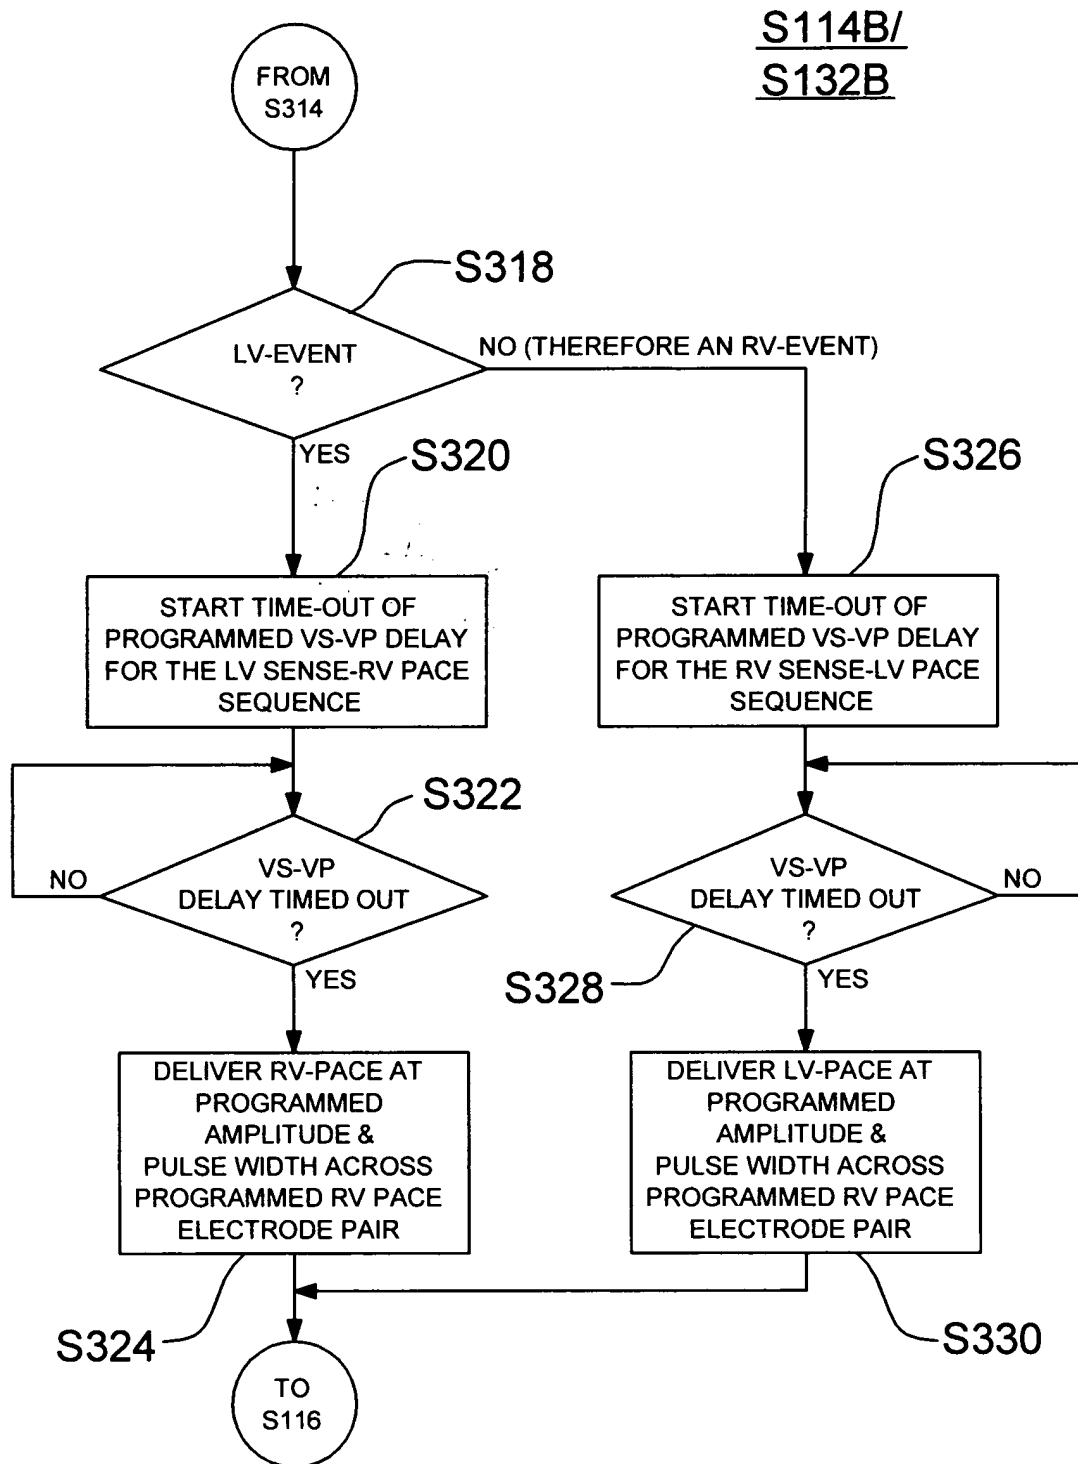 S114B/
S132B
FROM
S314
S318
LV-EVENT
?
NO (THEREFORE AN RV-EVENT)
YES
S320
S326
START TIME-OUT OF
PROGRAMMED VS-VP DELAY
FOR THE LV SENSE-RV PACE
SEQUENCE
START TIME-OUT OF
PROGRAMMED VS-VP DELAY
FOR THE RV SENSE-LV PACE
SEQUENCE
S322
VS-VP
DELAY TIMED OUT
?
NO
YES
VS-VP
DELAY TIMED OUT
?
NO
S328
YES
DELIVER RV-PACE AT
PROGRAMMED
AMPLITUDE &
PULSE WIDTH ACROSS
PROGRAMMED RV PACE
ELECTRODE PAIR
DELIVER LV-PACE AT
PROGRAMMED
AMPLITUDE &
PULSE WIDTH ACROSS
PROGRAMMED RV PACE
ELECTRODE PAIR
S324
S330
TO
S116